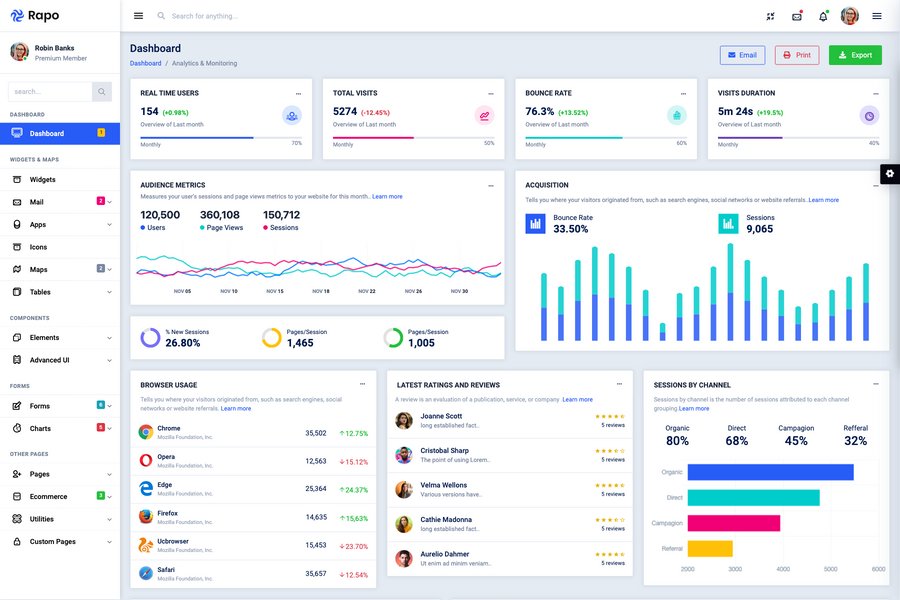 Rapo
Search for anything...
Robin Banks
Premium Member
search...
DASHBOARD
Dashboard 1
WIDGETS & MAPS
Widgets
Mail 2
Apps
Icons
Maps 2
Tables
COMPONENTS
Elements
Advanced UI
FORMS
Forms 6
Charts 5
OTHER PAGES
Pages
Ecommerce 3
Utilities
Custom Pages
Dashboard
Dashboard / Analytics & Monitoring
Email
Print
Export
REAL TIME USERS
154 (+0.98%)
Overview of Last month
Monthly 70%
TOTAL VISITS
5274 (-12.45%)
Overview of Last month
Monthly 50%
BOUNCE RATE
76.3% (+13.52%)
Overview of Last month
Monthly 60%
VISITS DURATION
5m 24s (+19.5%)
Overview of Last month
Monthly 40%
AUDIENCE METRICS
Measures your user's sessions and page views metrics to your website for this month.. Learn more
120,500 360,108 150,712
Users Page Views Sessions
NOV 05 NOV 10 NOV 15 NOV 18 NOV 22 NOV 26 NOV 30
% New Sessions
26.80%
Pages/Session
1,465
Pages/Session
1,005
ACQUISITION
Tells you where your visitors originated from, such as search engines, social networks or website referrals..Learn more
Bounce Rate
33.50%
Sessions
9,065
BROWSER USAGE
Tells you where your visitors originated from, such as search engines, social
networks or website referrals. Learn more
Chrome
Mozilla Foundation, Inc.
35,502 12.75%
Opera
Mozilla Foundation, Inc.
12,563 15.12%
Edge
Mozilla Foundation, Inc.
25,364 24.37%
Firefox
Mozilla Foundation, Inc.
14,635 15,63%
Ucbrowser
Mozilla Foundation, Inc.
15,453 23.70%
Safari
Mozilla Foundation, Inc.
35,657 12.54%
LATEST RATINGS AND REVIEWS
A review is an evaluation of a publication, service, or company .Learn more
Joanne Scott
long established fact..
5 reviews
Cristobal Sharp
The point of using Lorem..
5 reviews
Velma Wellons
Various versions have..
5 reviews
Cathie Madonna
long established fact..
5 reviews
Aurelio Dahmer
Ut enim ad minim veniam..
5 reviews
SESSIONS BY CHANNEL
Sessions by channel is the number of sessions attributed to each channel
grouping Learn more
Organic Direct Campagion Refferal
80% 68% 45% 32%
Organic
Direct
Campagion
Referral
2000 3000 4000 5000 6000